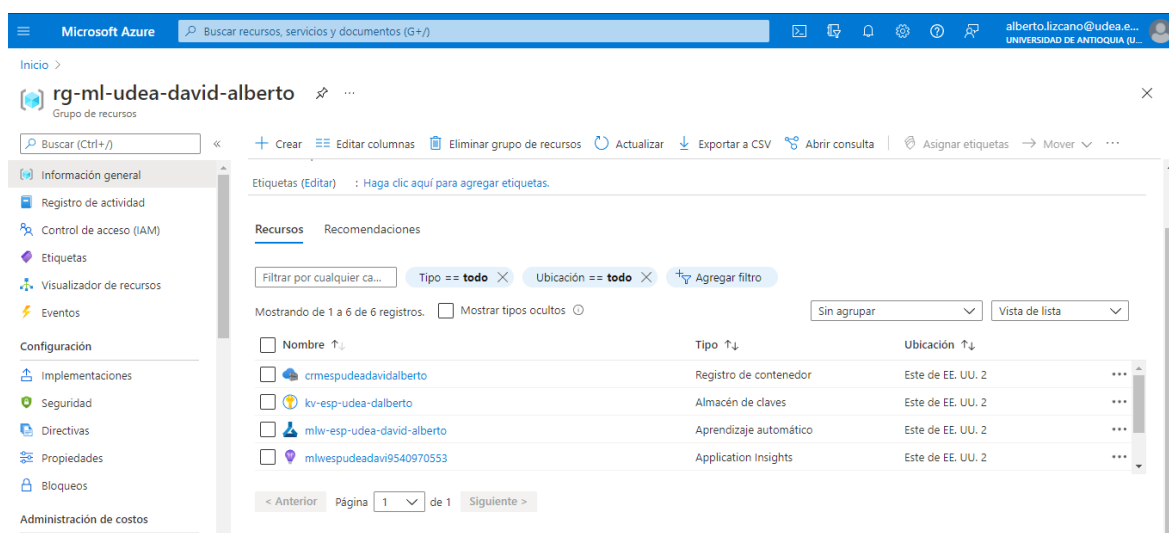 Microsoft Azure
Buscar recursos, servicios y documentos (G+/)
alberto.lizcano@udea.e...
UNIVERSIDAD DE ANTIOQUIA (U...
Inicio >
rg-ml-udea-david-alberto
Grupo de recursos
Buscar (Ctrl+/)
«
Crear
Editar columnas
Eliminar grupo de recursos
Actualizar
Exportar a CSV
Abrir consulta
Asignar etiquetas
Mover
Información general
Registro de actividad
Control de acceso (IAM)
Etiquetas
Visualizador de recursos
Eventos
Configuración
Implementaciones
Seguridad
Directivas
Propiedades
Bloqueos
Administración de costos
Etiquetas (Editar) : Haga clic aquí para agregar etiquetas.
Recursos Recomendaciones
Filtrar por cualquier ca... Tipo == todo Ubicación == todo Agregar filtro
Mostrando de 1 a 6 de 6 registros. Mostrar tipos ocultos Sin agrupar Vista de lista
Nombre ↑↓ Tipo ↑↓ Ubicación ↑↓
crmespudeadavidalberto Registro de contenedor Este de EE. UU. 2
kv-esp-udea-dalberto Almacén de claves Este de EE. UU. 2
mlw-esp-udea-david-alberto Aprendizaje automático Este de EE. UU. 2
mlwespudeadavi9540970553 Application Insights Este de EE. UU. 2
< Anterior Página 1 de 1 Siguiente >